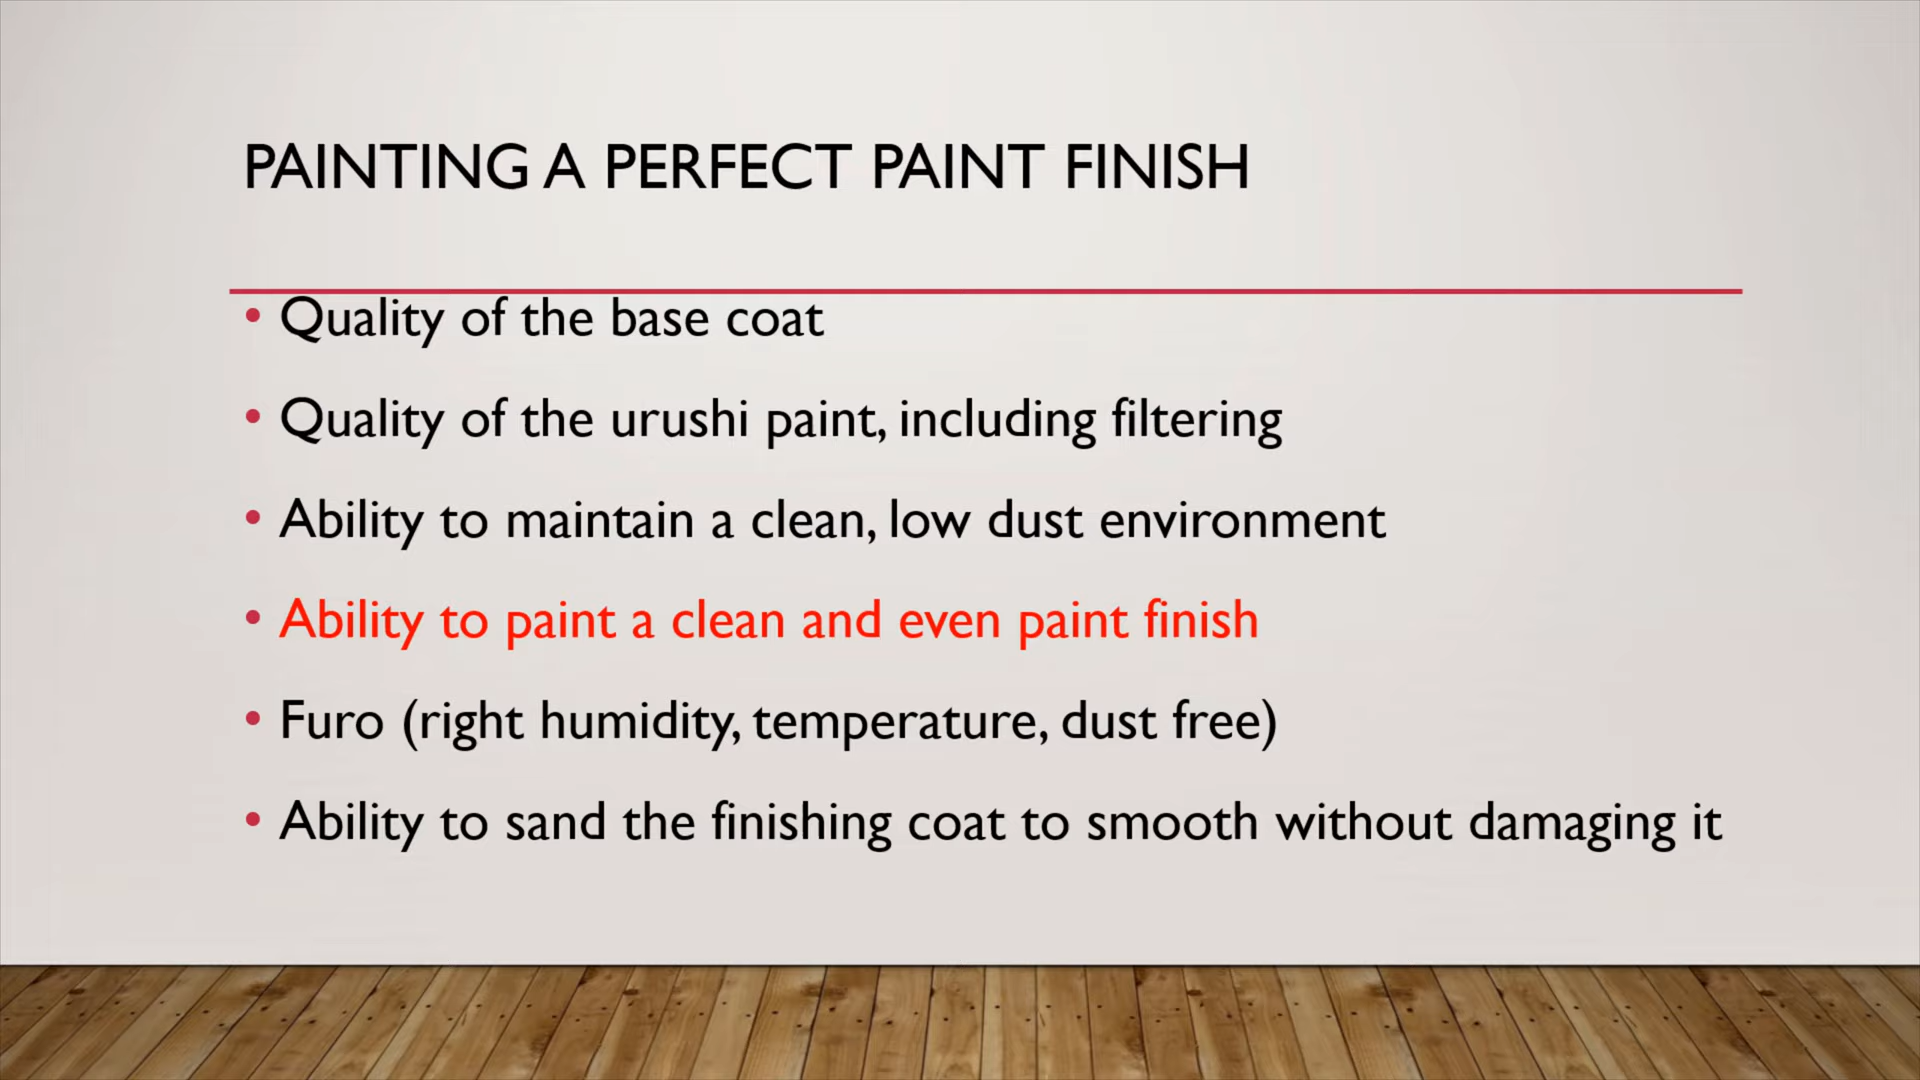 PAINTING A PERFECT PAINT FINISH
• Quality of the base coat
• Quality of the urushi paint, including filtering
• Ability to maintain a clean, low dust environment
• Ability to paint a clean and even paint finish
• Furo (right humidity, temperature, dust free)
• Ability to sand the finishing coat to smooth without damaging it